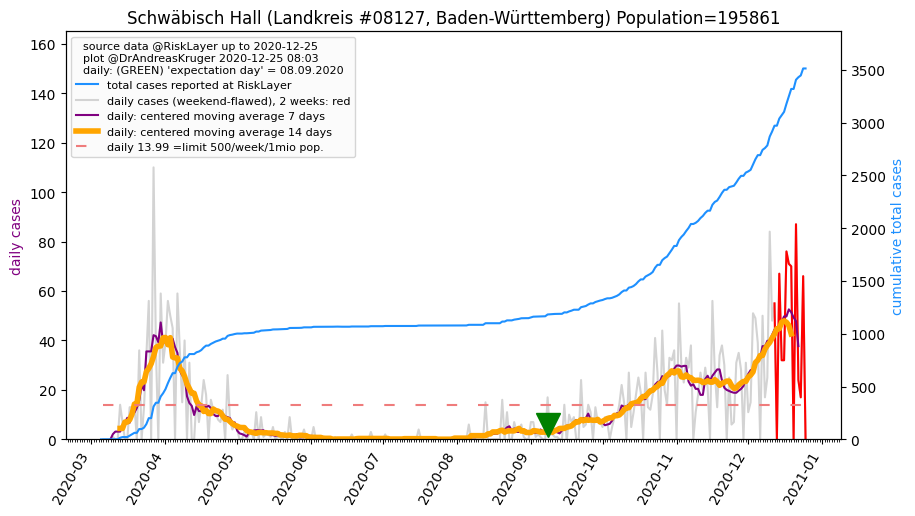 Schwäbisch Hall (Landkreis #08127, Baden-Württemberg) Population=195861
source data @RiskLayer up to 2020-12-25
plot @DrAndreasKruger 2020-12-25 08:03
daily: (GREEN) 'expectation day' = 08.09.2020
total cases reported at RiskLayer
daily cases (weekend-flawed), 2 weeks: red
daily: centered moving average 7 days
daily: centered moving average 14 days
daily 13.99 =limit 500/week/1mio pop.
daily cases
160
140
120
100
80
60
40
20
0
cumulative total cases
3500
3000
2500
2000
1500
1000
500
0
2020-03
2020-04
2020-05
2020-06
2020-07
2020-08
2020-09
2020-10
2020-11
2020-12
2021-01